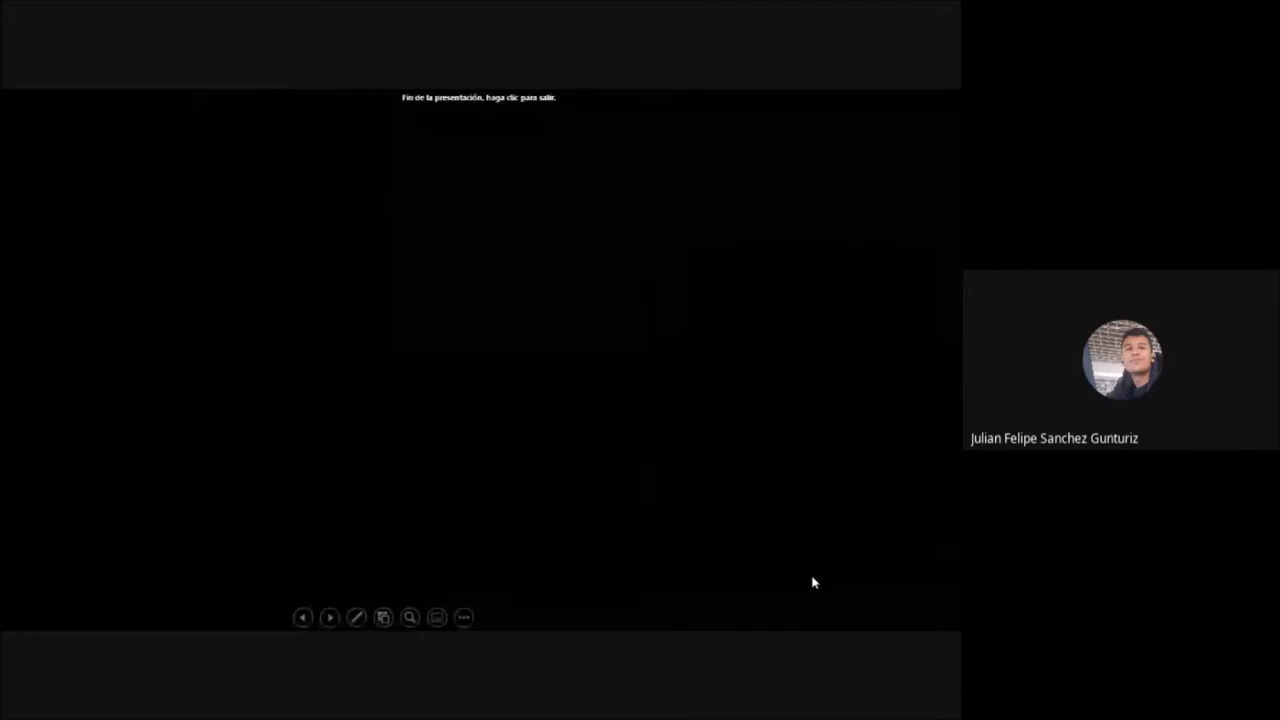 Fin de la presentación, haga clic para salir.
Julian Felipe Sanchez Gunturiz